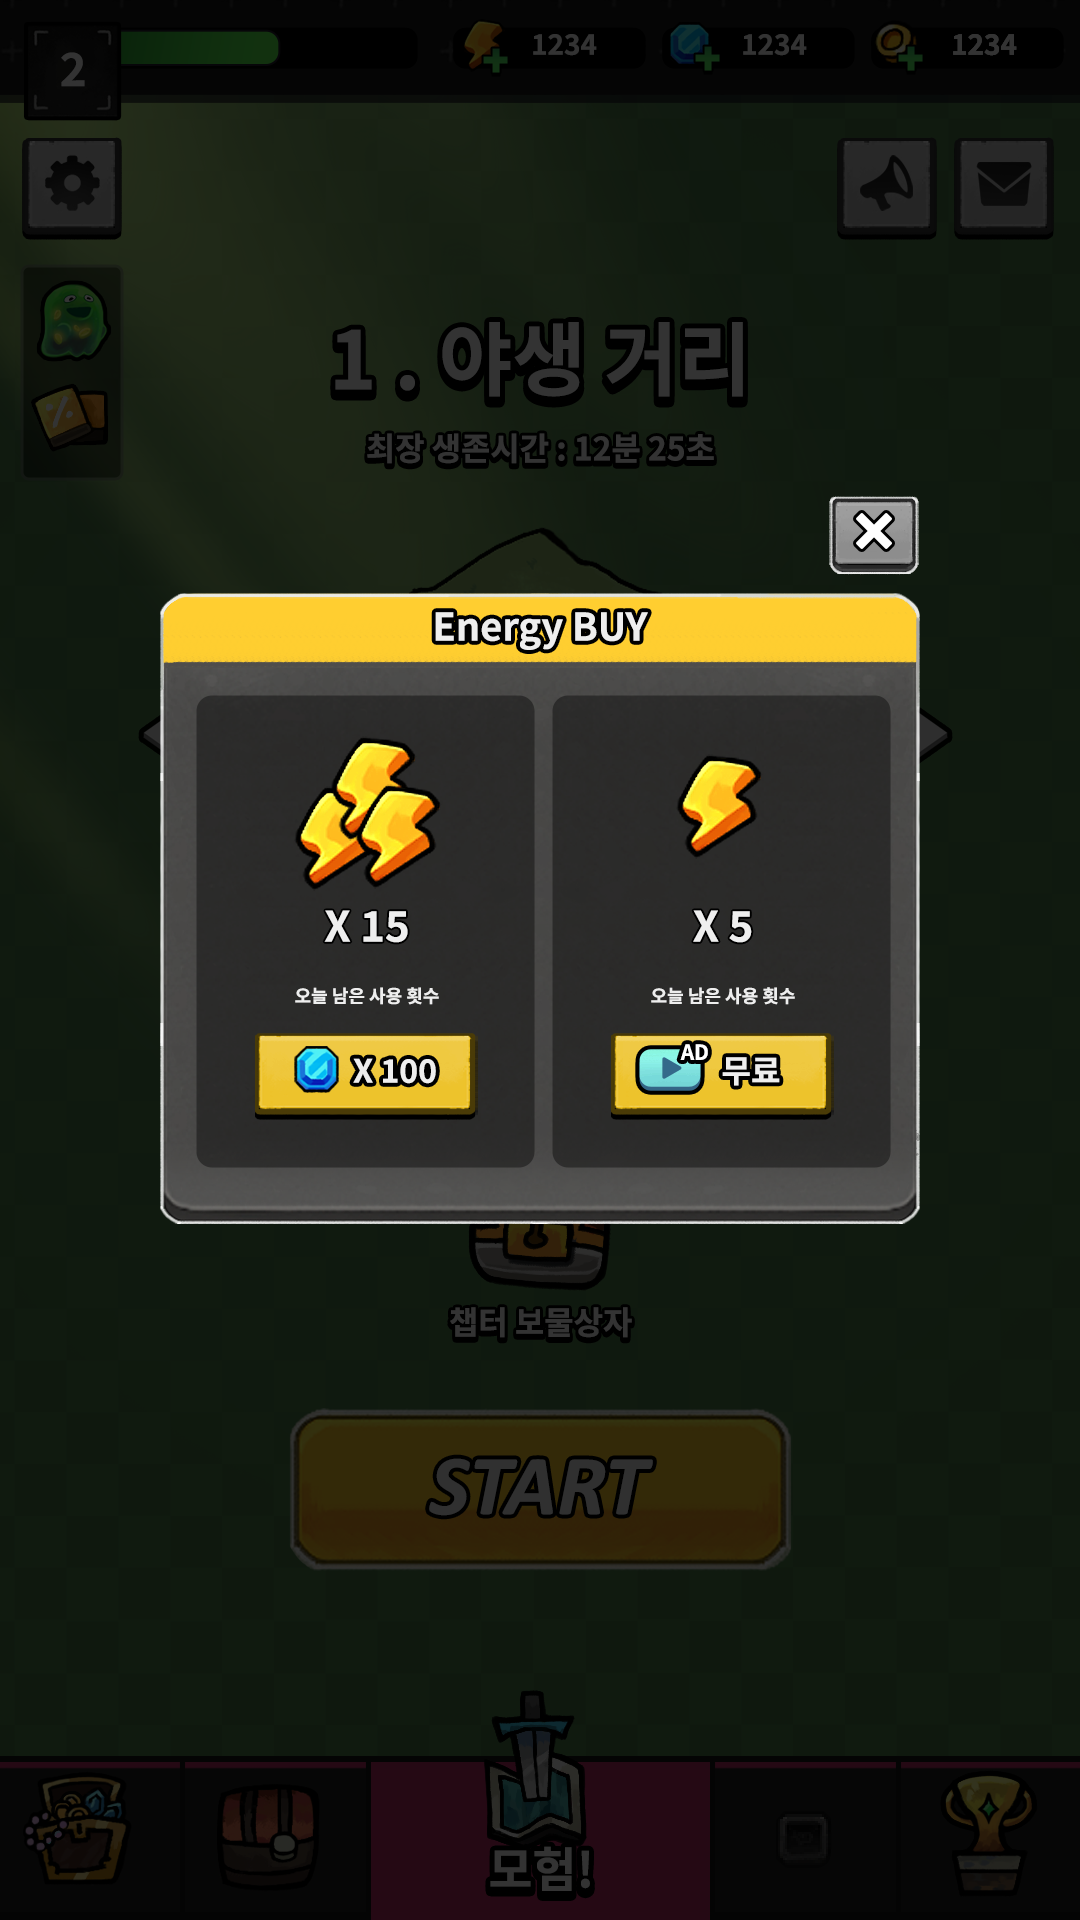 2
1234
1234
1234
1 . 야생 거리
최장 생존시간 : 12분 25초
Energy BUY
X 15
X 5
오늘 남은 사용 횟수
오늘 남은 사용 횟수
X 100
AD
무료
챕터 보물상자
START
모험!